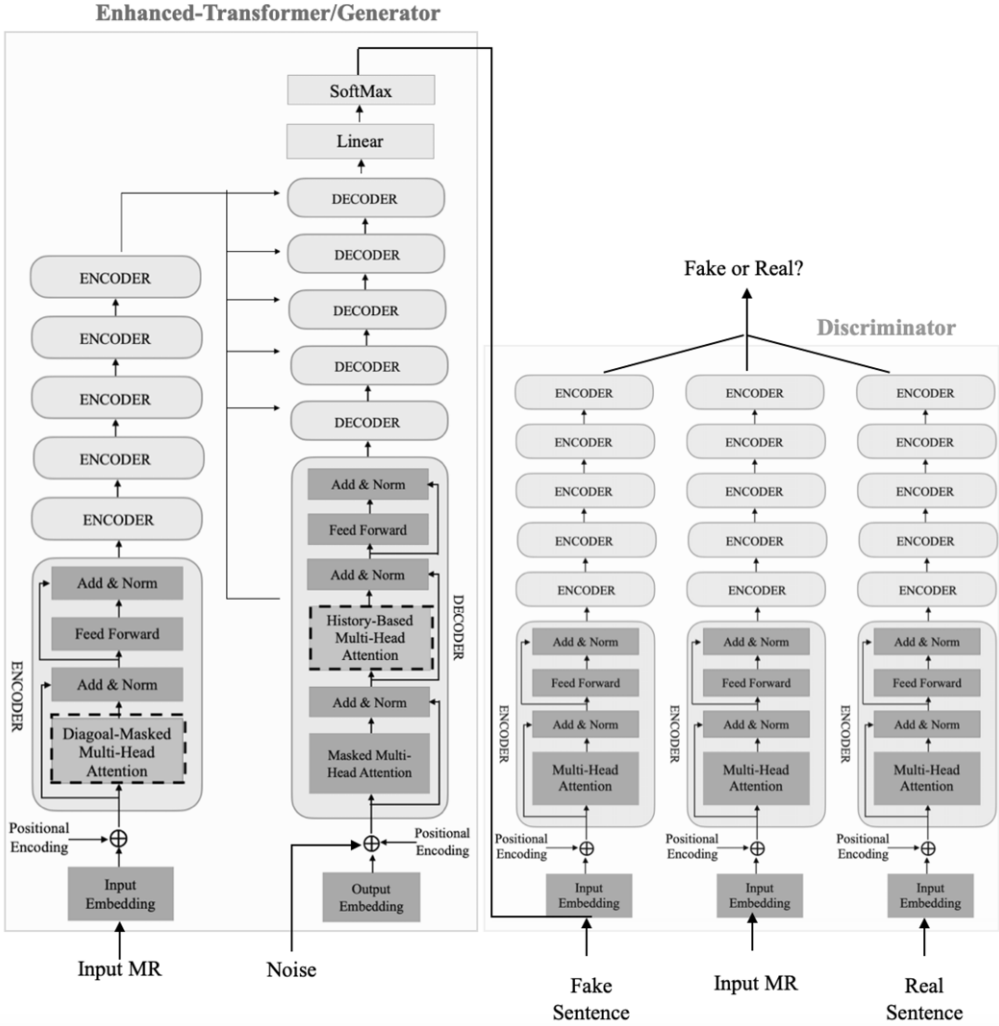 Enhanced-Transformer/Generator
SoftMax
Linear
DECODER
DECODER
DECODER
DECODER
DECODER
Add & Norm
Feed Forward
Add & Norm
History-Based
Multi-Head
Attention
Add & Norm
Masked Multi-
Head Attention
DECODER
Positional
Encoding
Output
Embedding
Noise
ENCODER
ENCODER
ENCODER
ENCODER
ENCODER
Add & Norm
Feed Forward
Add & Norm
Diagoal-Masked
Multi-Head
Attention
ENCODER
Positional
Encoding
Input
Embedding
Input MR
Fake or Real?
Discriminator
ENCODER
ENCODER
ENCODER
ENCODER
ENCODER
Add & Norm
Feed Forward
Add & Norm
Multi-Head
Attention
ENCODER
Positional
Encoding
Input
Embedding
Fake
Sentence
ENCODER
ENCODER
ENCODER
ENCODER
ENCODER
Add & Norm
Feed Forward
Add & Norm
Multi-Head
Attention
ENCODER
Positional
Encoding
Input
Embedding
Input MR
ENCODER
ENCODER
ENCODER
ENCODER
ENCODER
Add & Norm
Feed Forward
Add & Norm
Multi-Head
Attention
ENCODER
Positional
Encoding
Input
Embedding
Real
Sentence